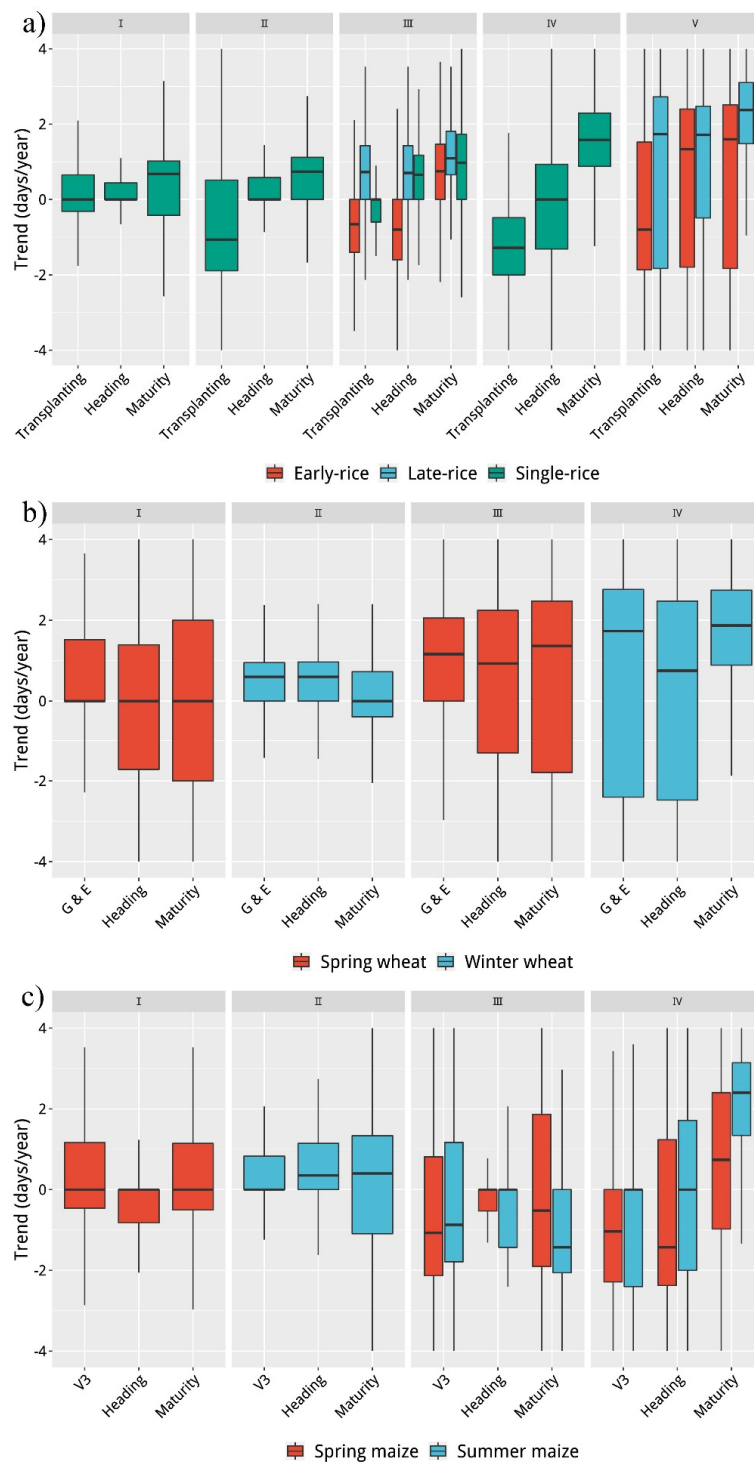 a)
I II III IV V
Trend (days/year)
4
2
0
-2
-4
Transplanting Heading Maturity Transplanting Heading Maturity Transplanting Heading Maturity Transplanting Heading Maturity Transplanting Heading Maturity
Early-rice Late-rice Single-rice
b)
I II III IV
Trend (days/year)
4
2
0
-2
-4
G & E Heading Maturity G & E Heading Maturity G & E Heading Maturity G & E Heading Maturity
Spring wheat Winter wheat
c)
I II III IV
Trend (days/year)
4
2
0
-2
-4
V3 Heading Maturity V3 Heading Maturity V3 Heading Maturity V3 Heading Maturity
Spring maize Summer maize